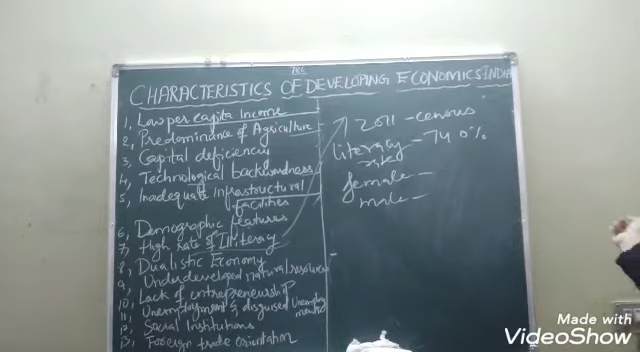 CHARACTERISTICS OF DEVELOPING ECONOMICS INDIA
1, Low per capita Income
2, Predominance of Agriculture
3, Capital deficiency
4, Technological backwardness
5, Inadequate Infrastructural
facilities
6, Demographic features
7, High Rate of Illiteracy
8, Dualistic Economy
9, Underdeveloped natural resources
10, Lack of entrepreneurship
11, Unemployment & disguised Unemployment
12, Social Institutions
13, Foreign trade orientation
2011 - census
literacy - 74 0%
rate
female -
male -
Made with
VideoShow